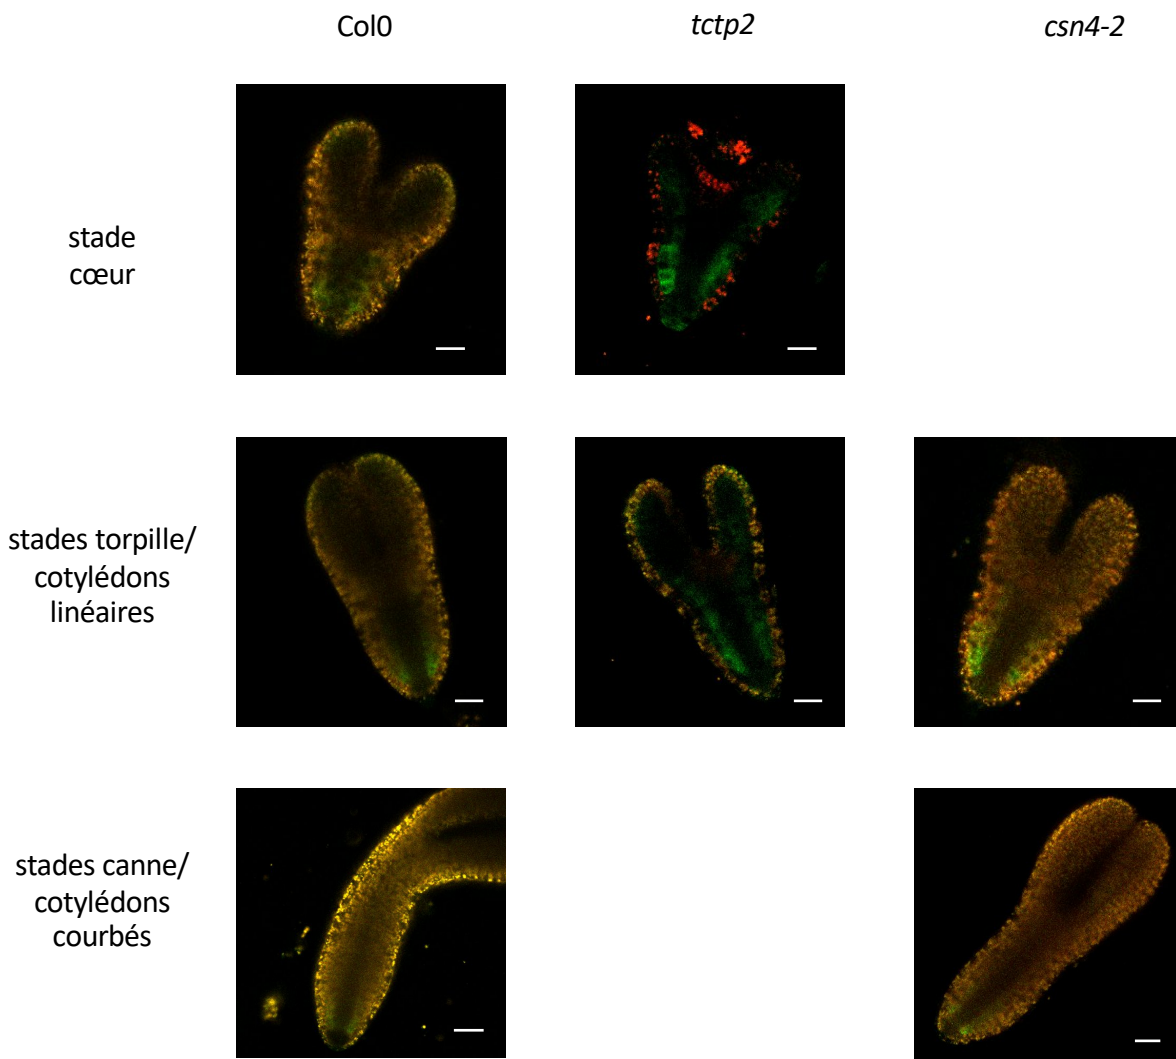 Col0
tctp2
csn4-2
stade
cœur
stades torpille/
cotylédons
linéaires
stades canne/
cotylédons
courbés